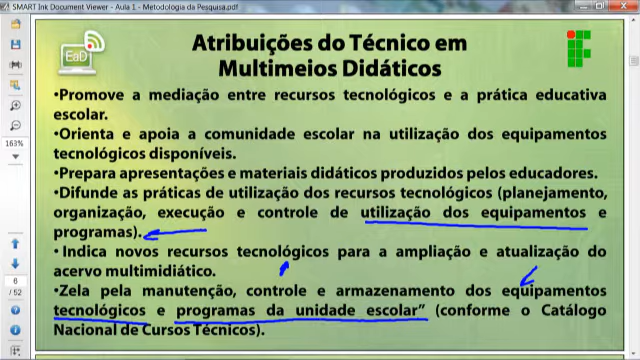 SMART Ink Document Viewer - Aula 1 - Metodologia da Pesquisa.pdf
EaD
Atribuições do Técnico em
Multimeios Didáticos
•Promove a mediação entre recursos tecnológicos e a prática educativa
escolar.
•Orienta e apoia a comunidade escolar na utilização dos equipamentos
tecnológicos disponíveis.
•Prepara apresentações e materiais didáticos produzidos pelos educadores.
•Difunde as práticas de utilização dos recursos tecnológicos (planejamento,
organização, execução e controle de utilização dos equipamentos e
programas).
• Indica novos recursos tecnológicos para a ampliação e atualização do
acervo multimidiático.
•Zela pela manutenção, controle e armazenamento dos equipamentos
tecnológicos e programas da unidade escolar” (conforme o Catálogo
Nacional de Cursos Técnicos).
163%
6
/ 52